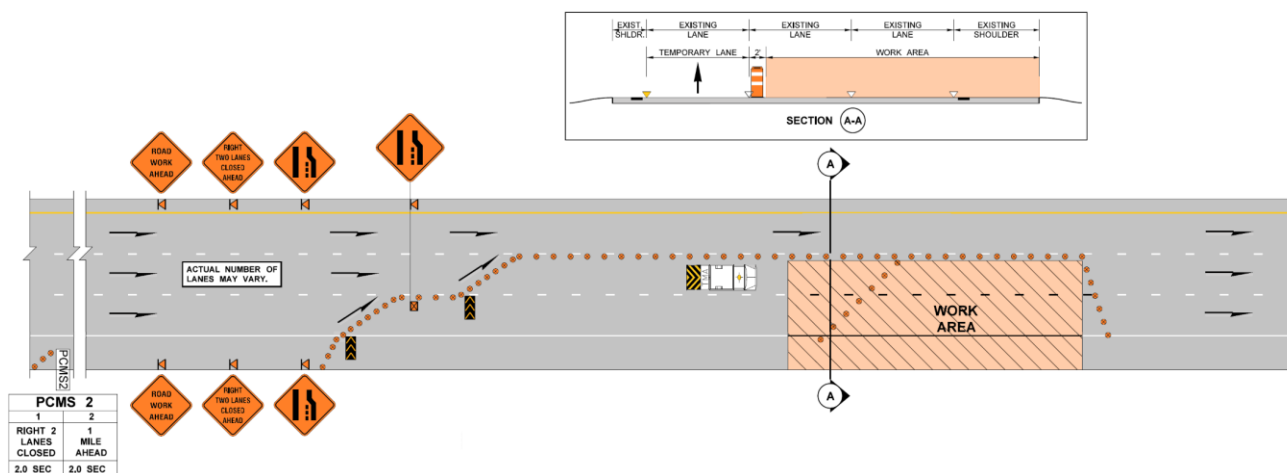 EXIST.
SHLDR.
EXISTING
LANE
EXISTING
LANE
EXISTING
LANE
EXISTING
SHOULDER
TEMPORARY LANE
2'
WORK AREA
SECTION A-A
ROAD
WORK
AHEAD
RIGHT
TWO LANES
CLOSED
AHEAD
A
ACTUAL NUMBER OF
LANES MAY VARY.
TMA
WORK
AREA
PCMS2
ROAD
WORK
AHEAD
RIGHT
TWO LANES
CLOSED
AHEAD
A
PCMS 2
1 2
RIGHT 2 1
LANES MILE
CLOSED AHEAD
2.0 SEC 2.0 SEC